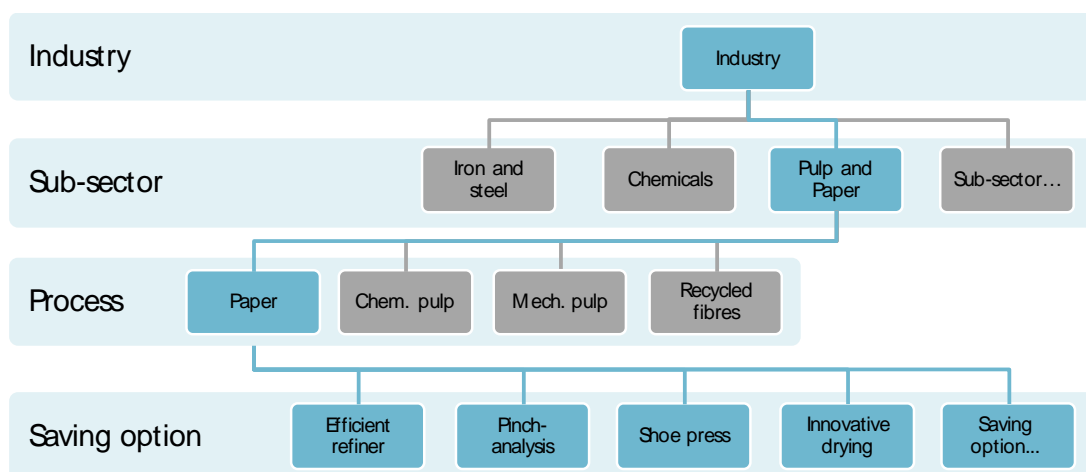 Industry
Industry
Sub-sector
Iron and
steel
Chemicals
Pulp and
Paper
Sub-sector…
Process
Paper
Chem. pulp
Mech. pulp
Recycled
fibres
Saving option
Efficient
refiner
Pinch-
analysis
Shoe press
Innovative
drying
Saving
option...